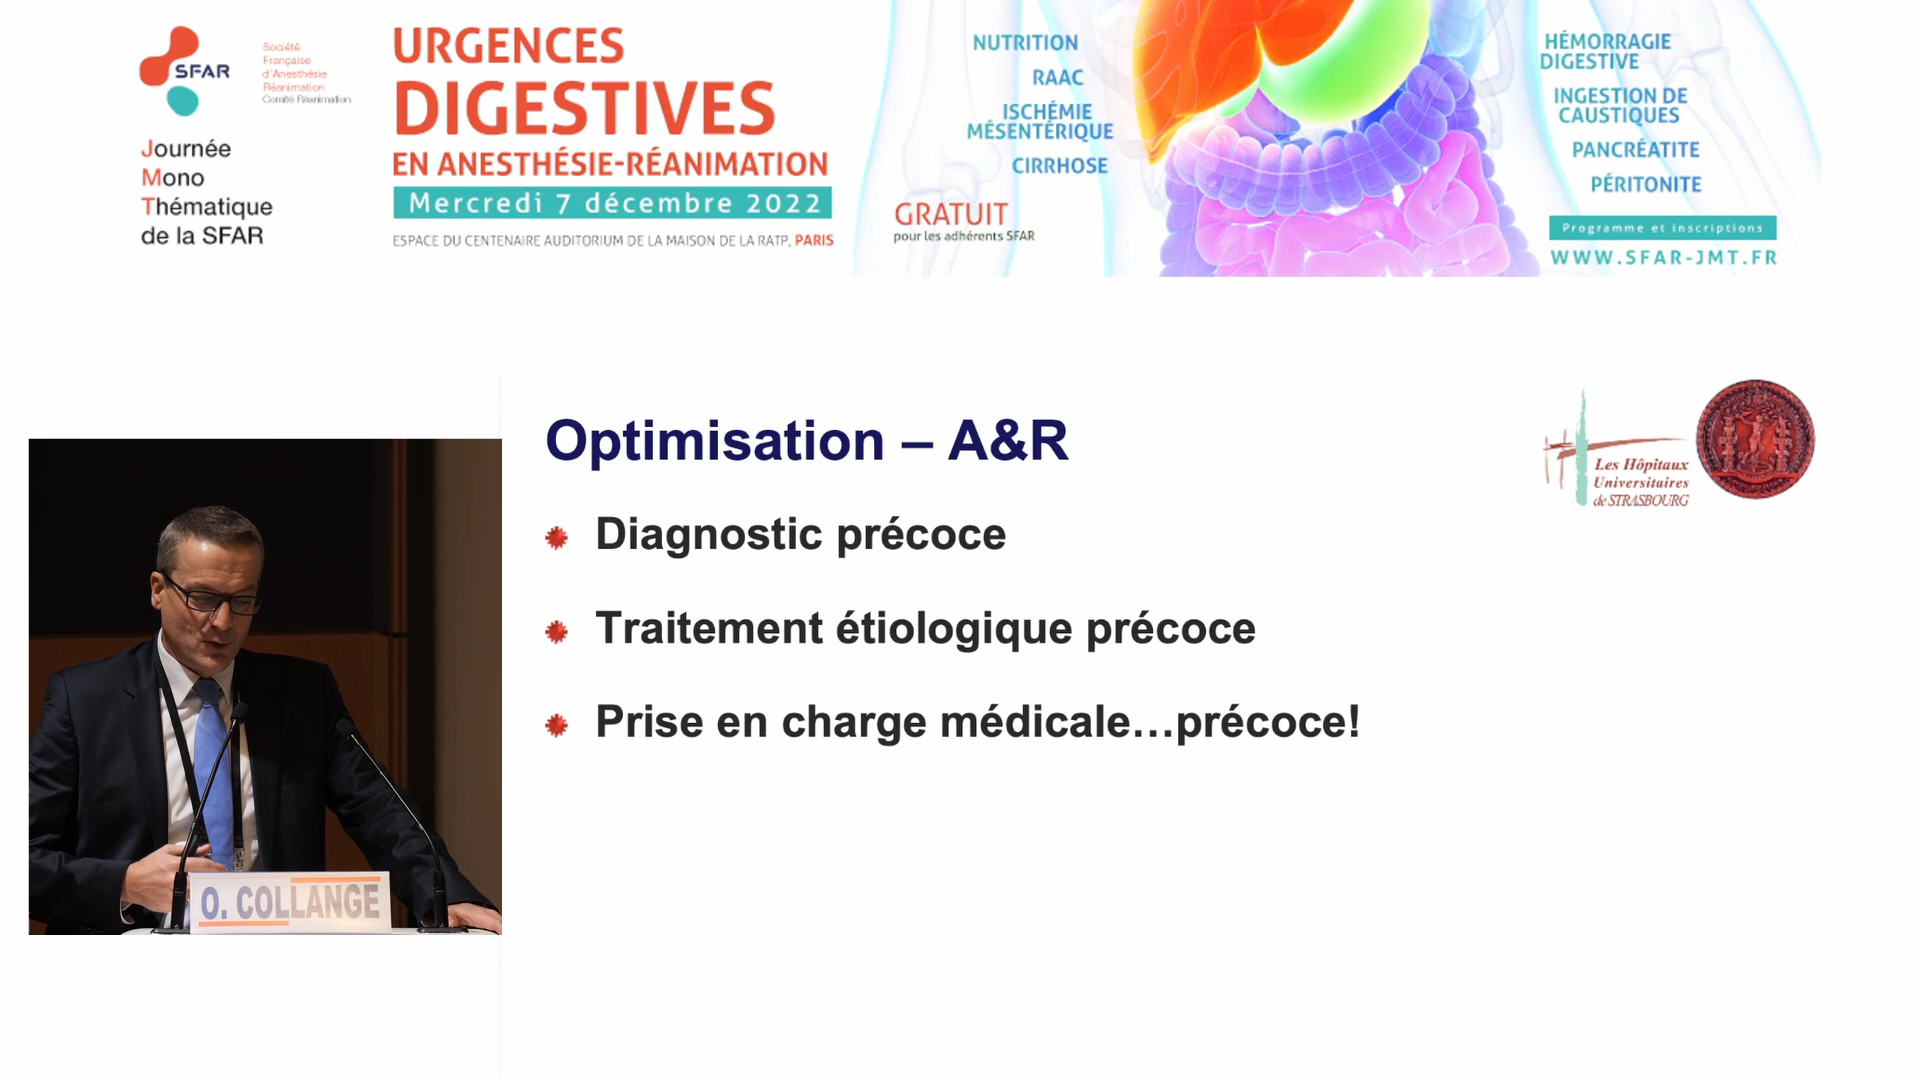 SFAR
Société
Française
d'Anesthésie
Réanimation
Comité Réanimation
Journée
Mono
Thématique
de la SFAR
URGENCES
DIGESTIVES
EN ANESTHÉSIE-RÉANIMATION
Mercredi 7 décembre 2022
ESPACE DU CENTENAIRE AUDITORIUM DE LA MAISON DE LA RATP, PARIS
NUTRITION
RAAC
ISCHÉMIE
MÉSENTÉRIQUE
CIRRHOSE
GRATUIT
pour les adhérents SFAR
HÉMORRAGIE
DIGESTIVE
INGESTION DE
CAUSTIQUES
PANCRÉATITE
PÉRITONITE
Programme et inscriptions
WWW.SFAR-JMT.FR
Optimisation – A&R
Les Hôpitaux
Universitaires
de STRASBOURG
Diagnostic précoce
Traitement étiologique précoce
Prise en charge médicale…précoce!
O. COLLANGE